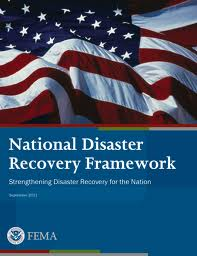 National Disaster
Recovery Framework
Strengthening Disaster Recovery for the Nation
September 2011
FEMA